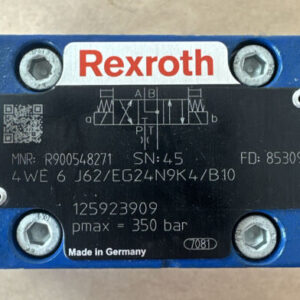 Rexroth
A B
a b
P T
MNR: R900548271 SN: 45 FD: 85309
4WE 6 J62/EG24N9K4/B10
125923909
pmax = 350 bar
Made in Germany 7081